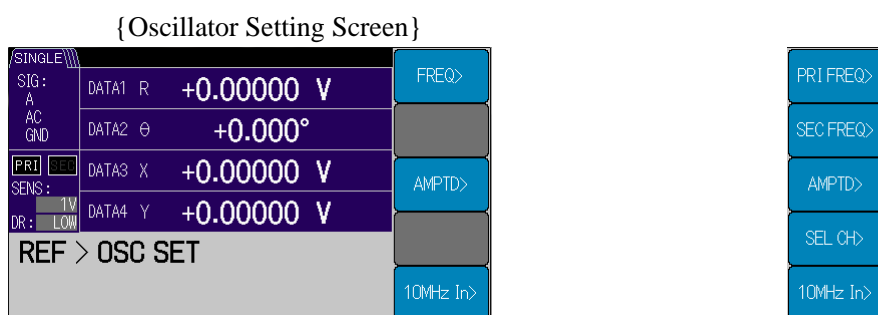 {Oscillator Setting Screen}
SINGLE
SIG:
A
AC
GND
DATA1 R +0.00000 V
DATA2 θ +0.000°
PRI SEC
SENS:
1V
DR: LOW
DATA3 X +0.00000 V
DATA4 Y +0.00000 V
REF > OSC SET
FREQ>
AMPTD>
10MHz In>
PRI FREQ>
SEC FREQ>
AMPTD>
SEL CH>
10MHz In>